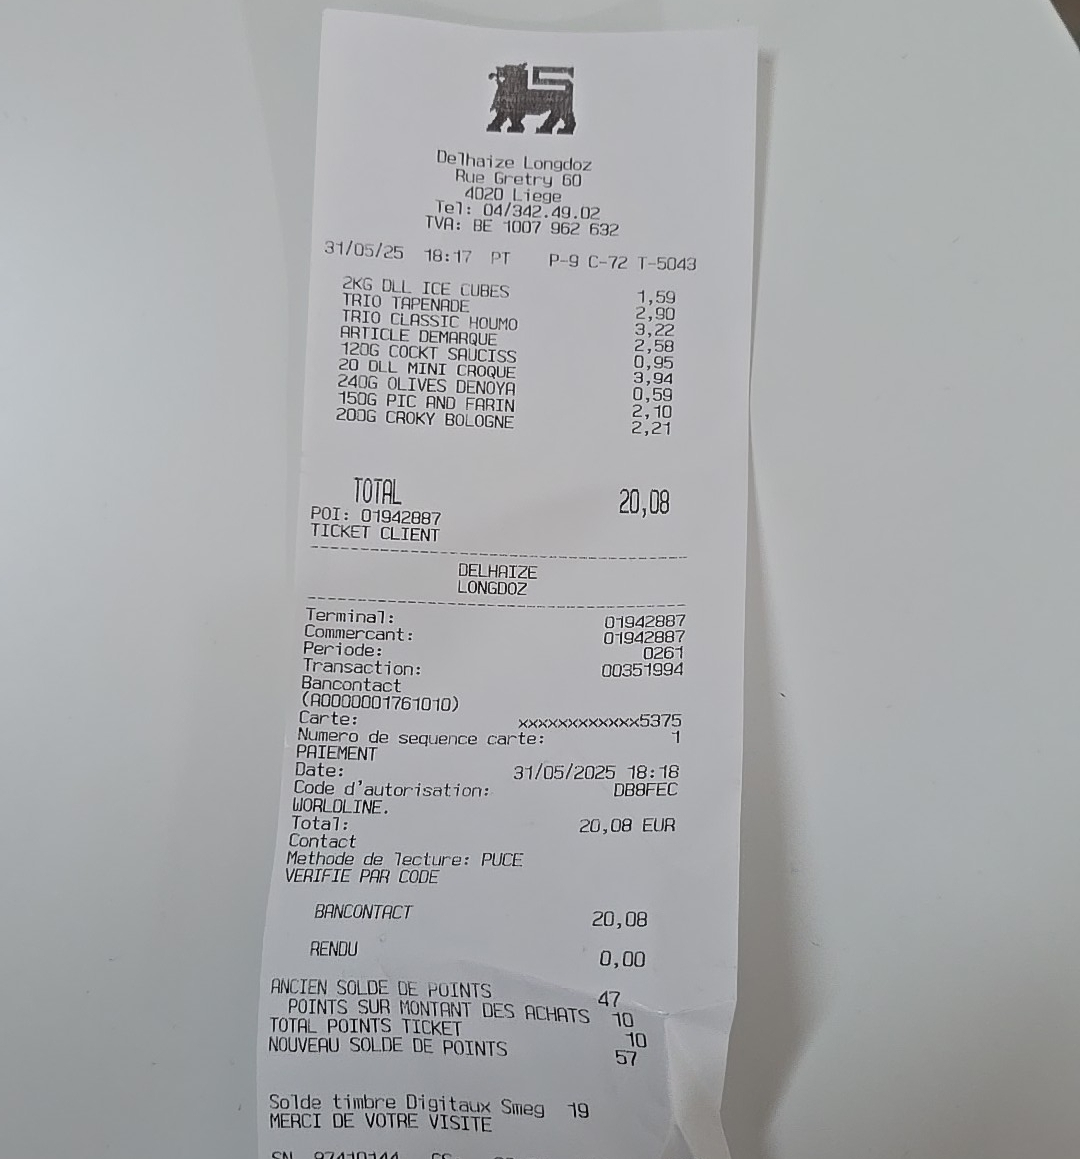 Delhaize Longdoz
Rue Gretry 60
4020 Liege
Tel: 04/342.49.02
TVA: BE 1007 962 632
31/05/25 18:17 PT P-9 C-72 T-5043
2KG DLL ICE CUBES 1,59
TRIO TAPENADE 2,90
TRIO CLASSIC HOUMO 3,22
ARTICLE DEMARQUE 2,58
120G COCKT SAUCISS 0,95
20 DLL MINI CROQUE 3,94
240G OLIVES DENOYA 0,59
150G PIC AND FARIN 2,10
200G CROKY BOLOGNE 2,21
TOTAL 20,08
POI: 01942887
TICKET CLIENT
DELHAIZE
LONGDOZ
Terminal: 01942887
Commercant: 01942887
Periode: 0261
Transaction: 00351994
Bancontact
(A0000001761010)
Carte: xxxxxxxxxxxxx5375
Numero de sequence carte: 1
PAIEMENT
Date: 31/05/2025 18:18
Code d'autorisation: DB8FEC
WORLDLINE.
Total: 20,08 EUR
Contact
Methode de lecture: PUCE
VERIFIE PAR CODE
BANCONTACT 20,08
RENDU 0,00
ANCIEN SOLDE DE POINTS 47
POINTS SUR MONTANT DES ACHATS 10
TOTAL POINTS TICKET 10
NOUVEAU SOLDE DE POINTS 57
Solde timbre Digitaux Smeg 19
MERCI DE VOTRE VISITE